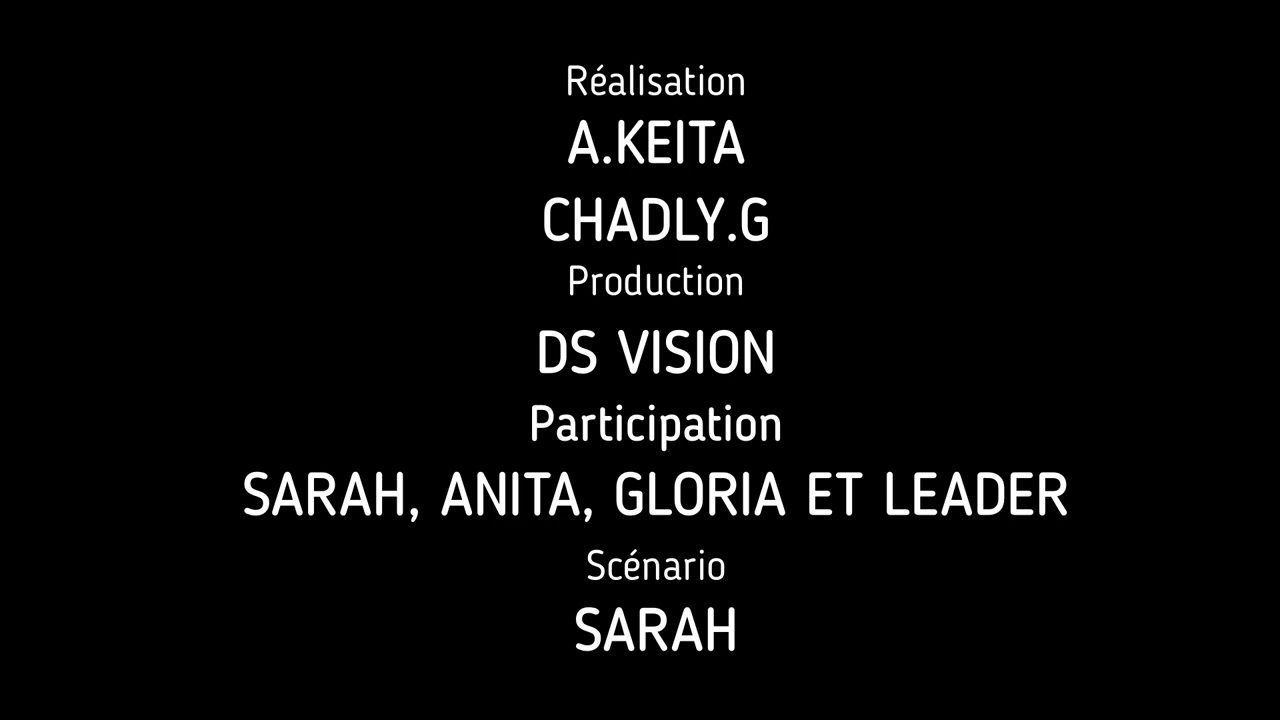 Réalisation
A.KEITA
CHADLY.G
Production
DS VISION
Participation
SARAH, ANITA, GLORIA ET LEADER
Scénario
SARAH